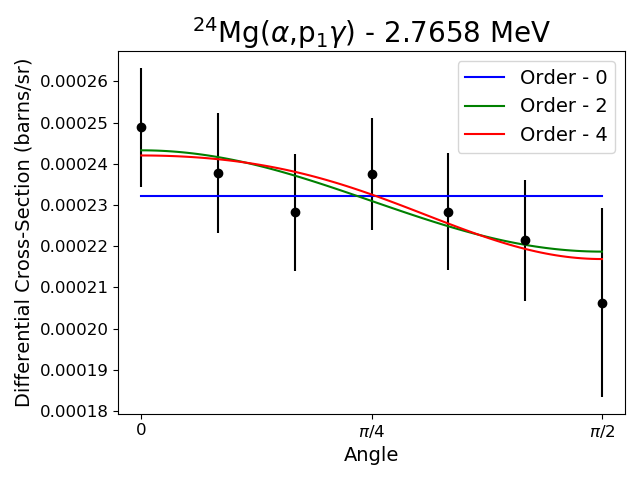 ²⁴Mg(α,p₁γ) - 2.7658 MeV
Differential Cross-Section (barns/sr)
0.00026
0.00025
0.00024
0.00023
0.00022
0.00021
0.00020
0.00019
0.00018
Order - 0
Order - 2
Order - 4
0
π/4
π/2
Angle